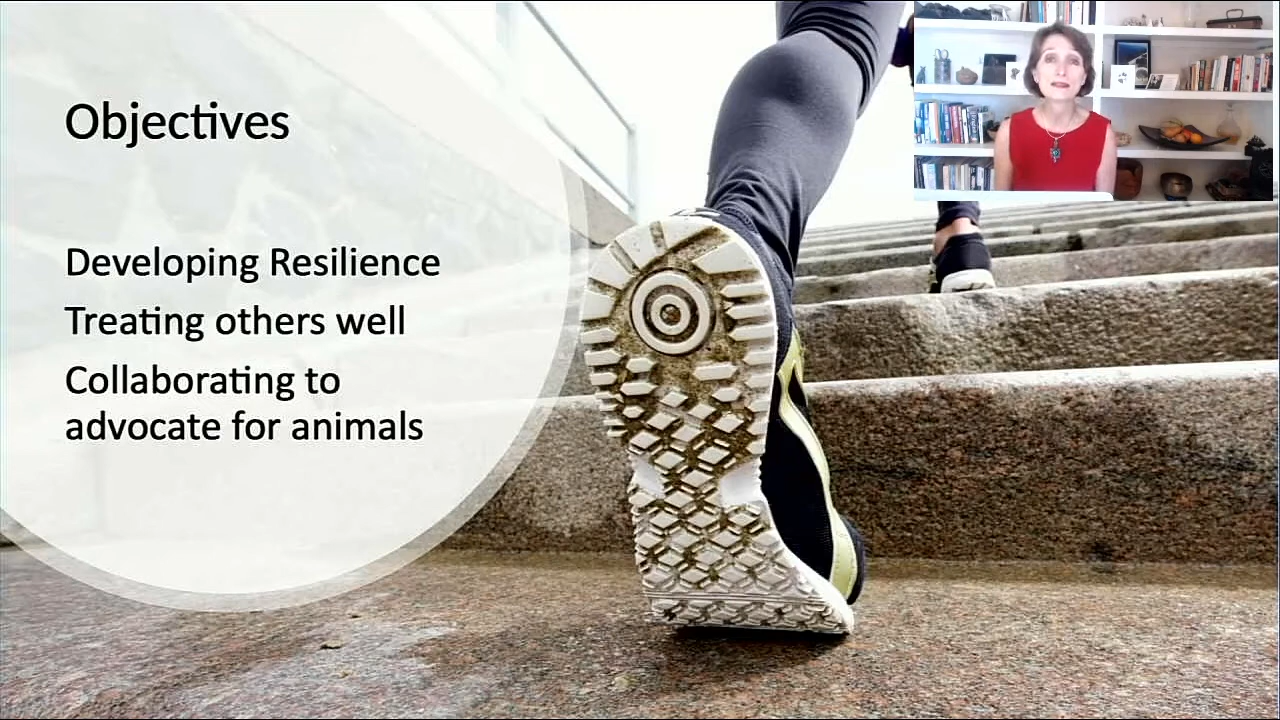 Objectives
Developing Resilience
Treating others well
Collaborating to
advocate for animals